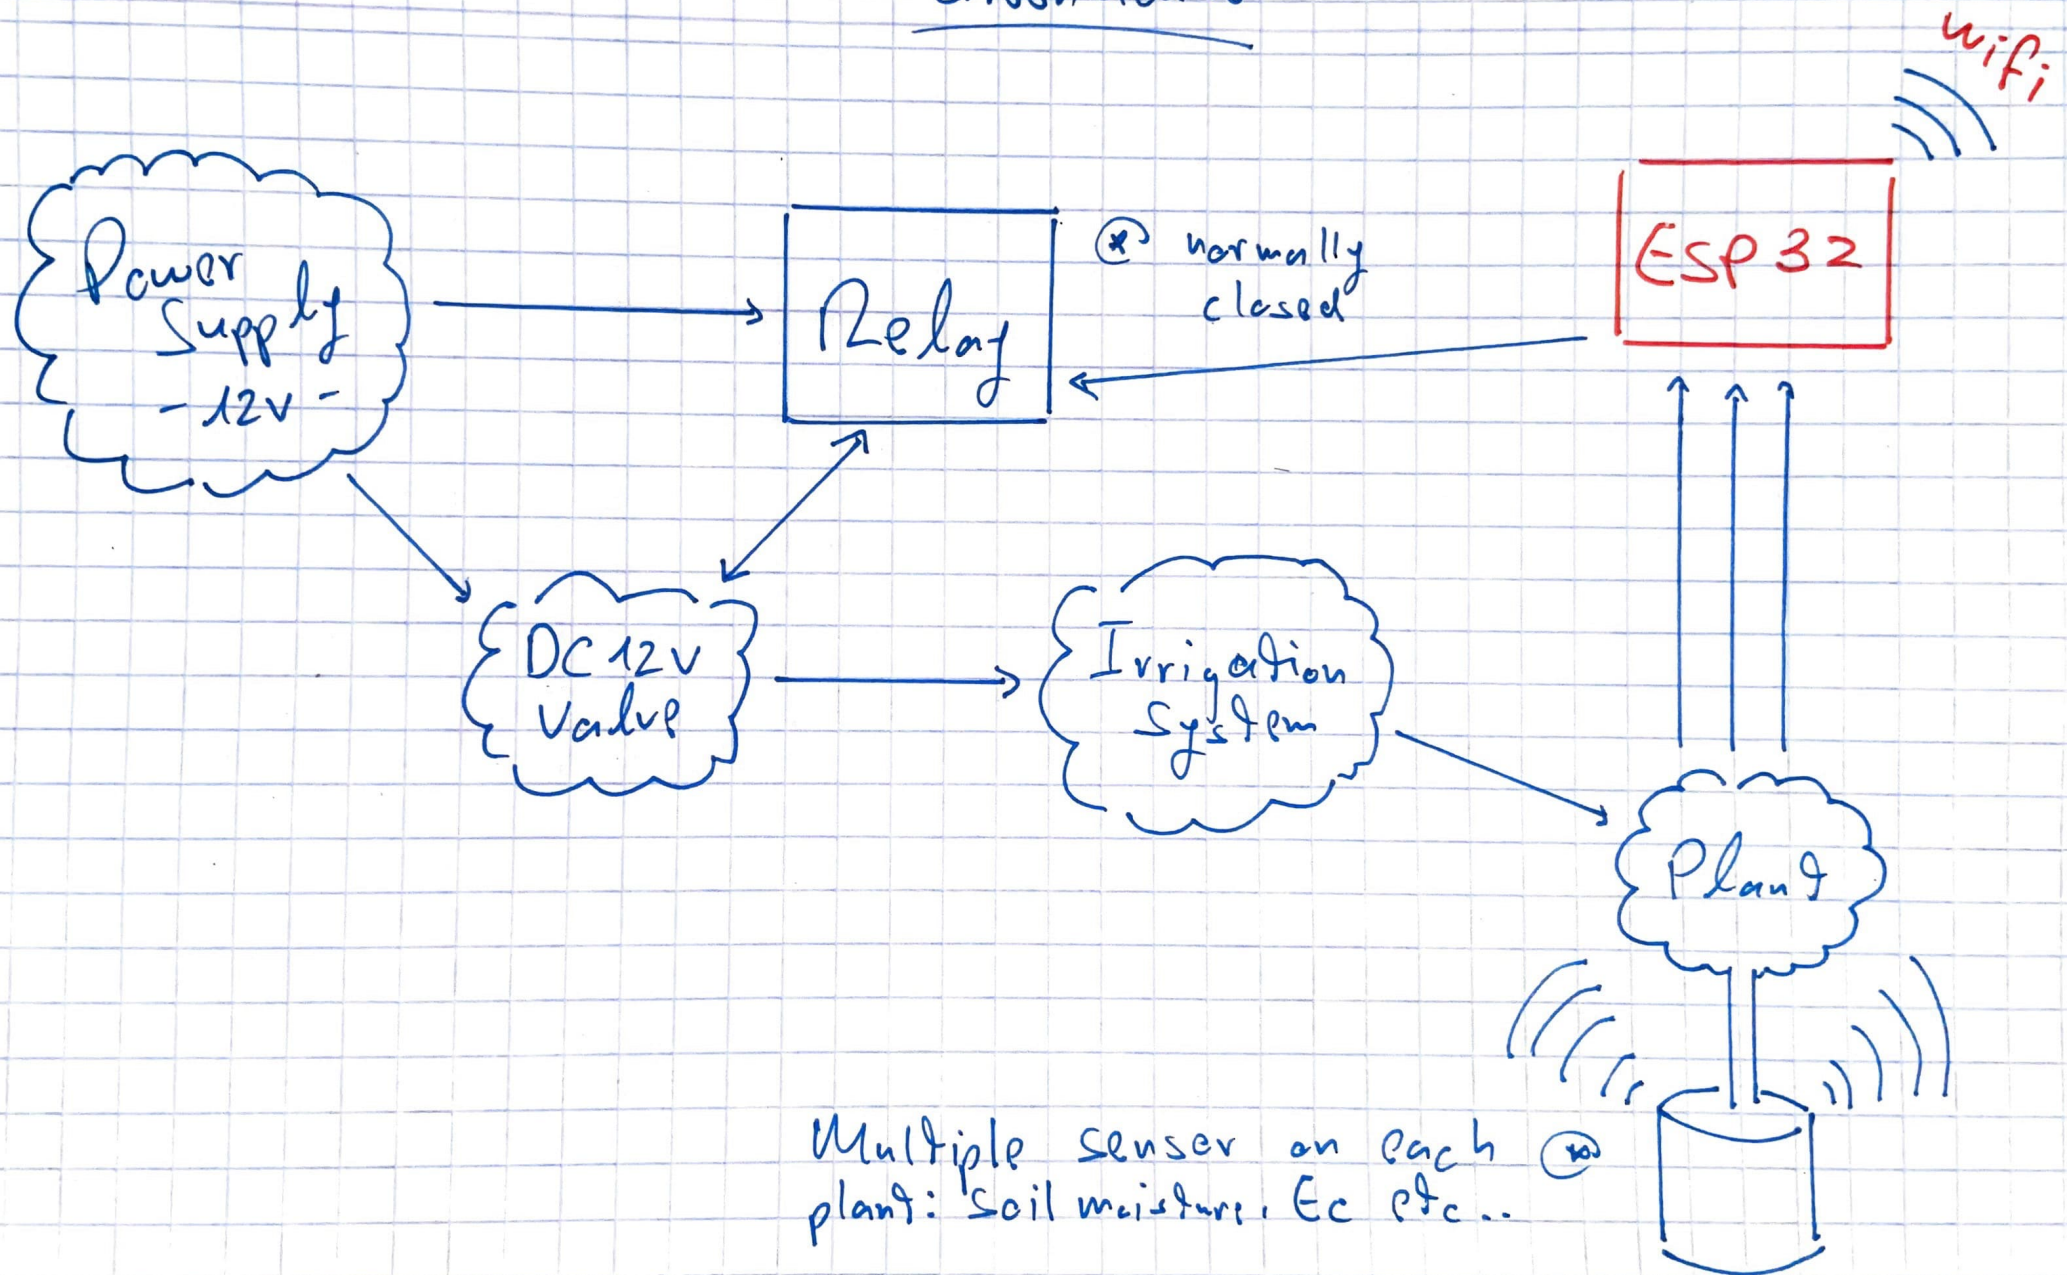 wifi
Power
Supply
- 12V -
Relay
* normally
closed
ESP32
DC 12V
Valve
Irrigation
System
Plant
Multiple senser on each *
plant: soil moisture, Ec etc..